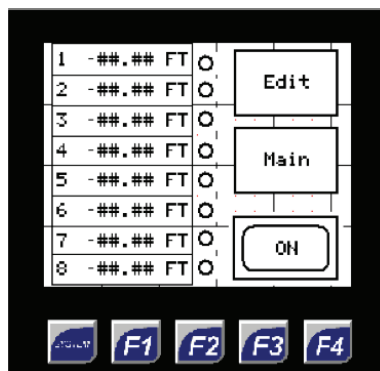 1 -##.## FT
2 -##.## FT
3 -##.## FT
4 -##.## FT
5 -##.## FT
6 -##.## FT
7 -##.## FT
8 -##.## FT
Edit
Main
ON
SYSTEM F1 F2 F3 F4